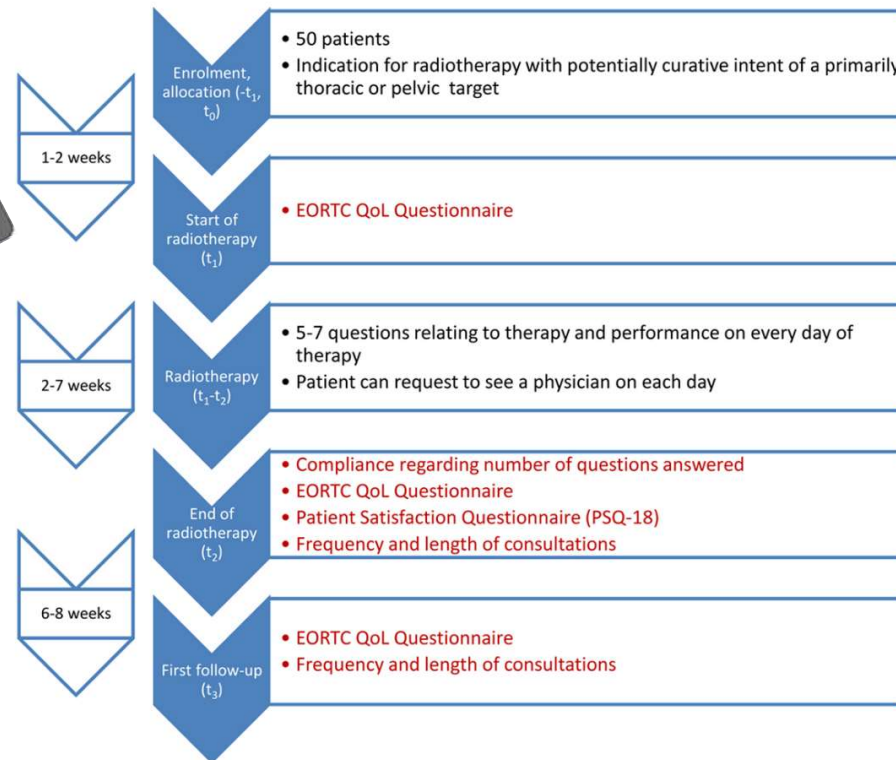 • 50 patients
• Indication for radiotherapy with potentially curative intent of a primarily
thoracic or pelvic target
Enrolment,
allocation (-t₁,
t₀)
1-2 weeks
Start of
radiotherapy
(t₁)
• EORTC QoL Questionnaire
2-7 weeks
Radiotherapy
(t₁-t₂)
• 5-7 questions relating to therapy and performance on every day of
therapy
• Patient can request to see a physician on each day
End of
radiotherapy
(t₂)
• Compliance regarding number of questions answered
• EORTC QoL Questionnaire
• Patient Satisfaction Questionnaire (PSQ-18)
• Frequency and length of consultations
6-8 weeks
First follow-up
(t₃)
• EORTC QoL Questionnaire
• Frequency and length of consultations